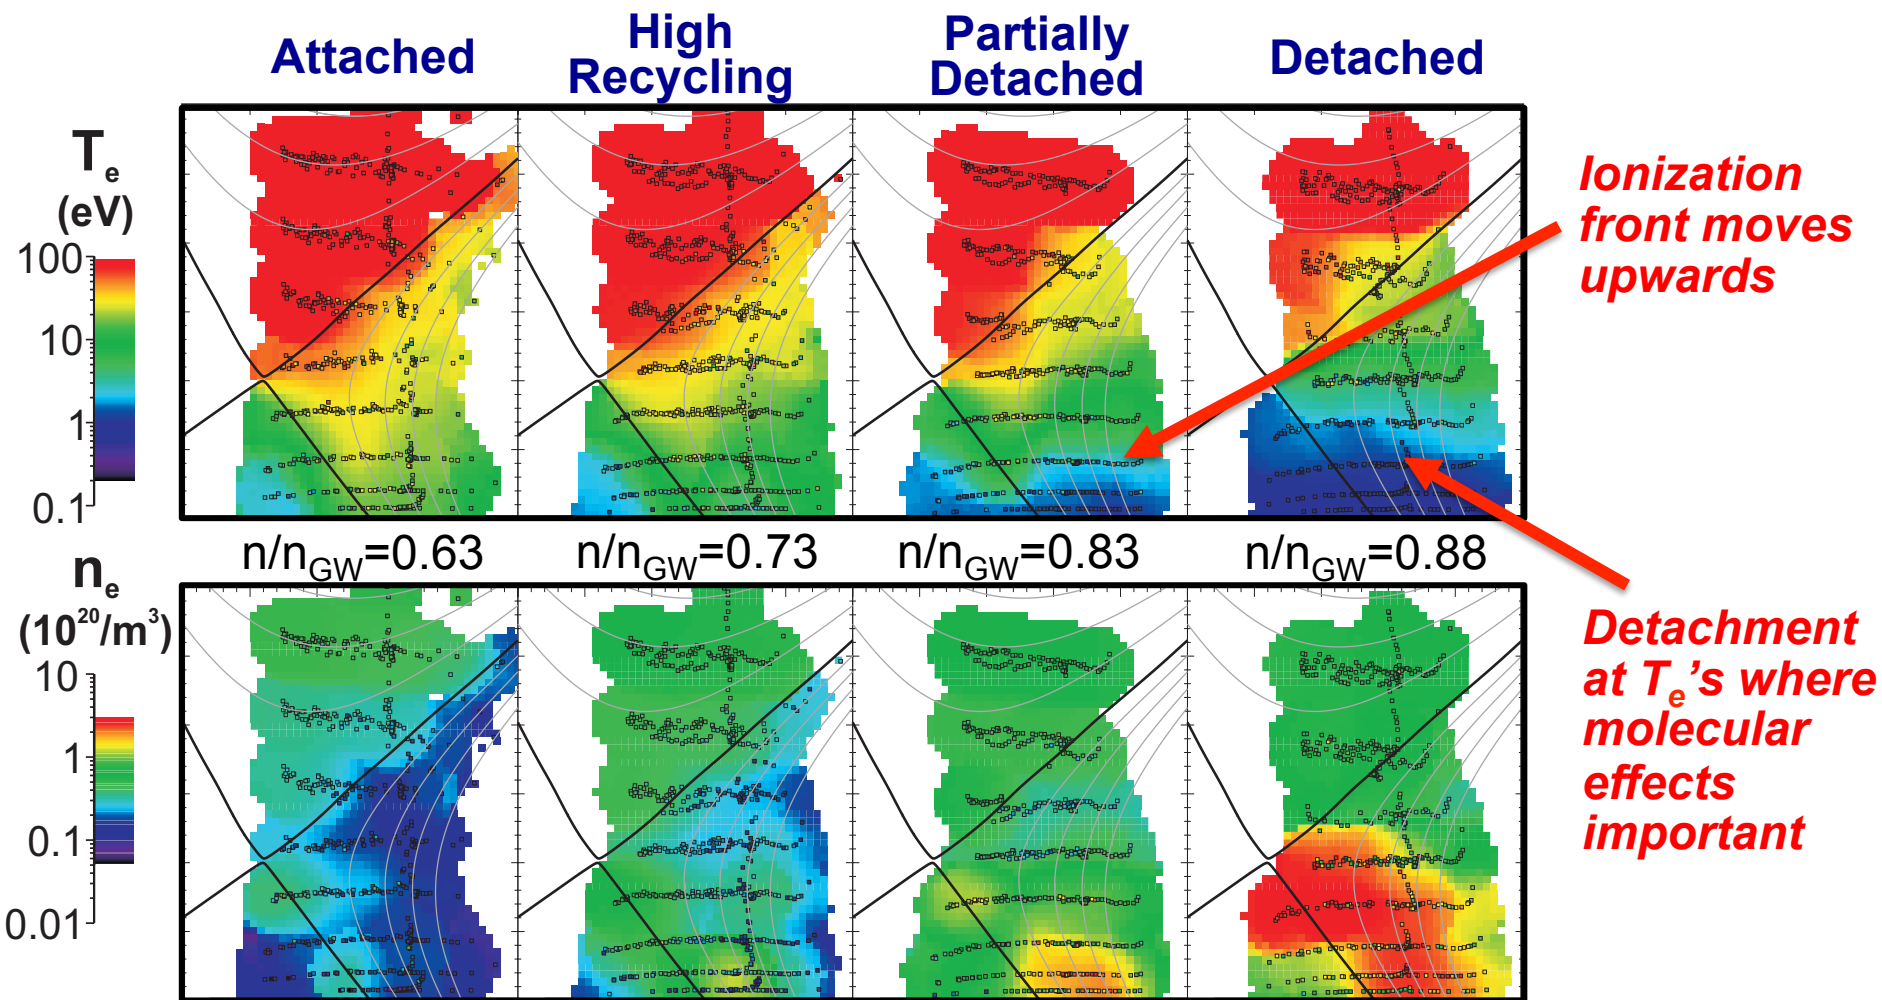 Attached
High
Recycling
Partially
Detached
Detached
Te
(eV)
100
10
1
0.1
Ionization
front moves
upwards
n/nGW=0.63
n/nGW=0.73
n/nGW=0.83
n/nGW=0.88
ne
(10²⁰/m³)
10
1
0.1
0.01
Detachment
at Te's where
molecular
effects
important